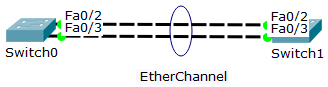 Fa0/2 Fa0/2
Fa0/3 Fa0/3
Switch0 Switch1
EtherChannel